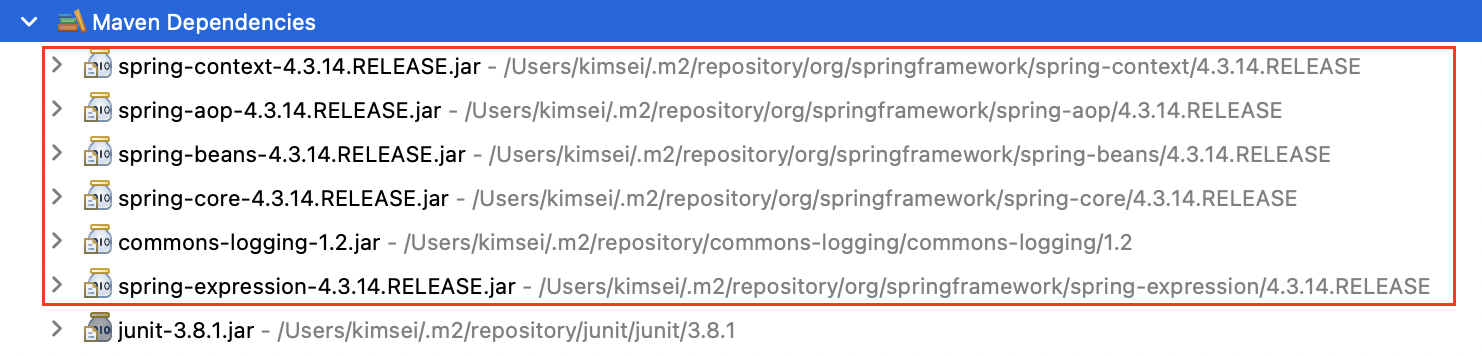 Maven Dependencies
spring-context-4.3.14.RELEASE.jar - /Users/kimsei/.m2/repository/org/springframework/spring-context/4.3.14.RELEASE
spring-aop-4.3.14.RELEASE.jar - /Users/kimsei/.m2/repository/org/springframework/spring-aop/4.3.14.RELEASE
spring-beans-4.3.14.RELEASE.jar - /Users/kimsei/.m2/repository/org/springframework/spring-beans/4.3.14.RELEASE
spring-core-4.3.14.RELEASE.jar - /Users/kimsei/.m2/repository/org/springframework/spring-core/4.3.14.RELEASE
commons-logging-1.2.jar - /Users/kimsei/.m2/repository/commons-logging/commons-logging/1.2
spring-expression-4.3.14.RELEASE.jar - /Users/kimsei/.m2/repository/org/springframework/spring-expression/4.3.14.RELEASE
junit-3.8.1.jar - /Users/kimsei/.m2/repository/junit/junit/3.8.1